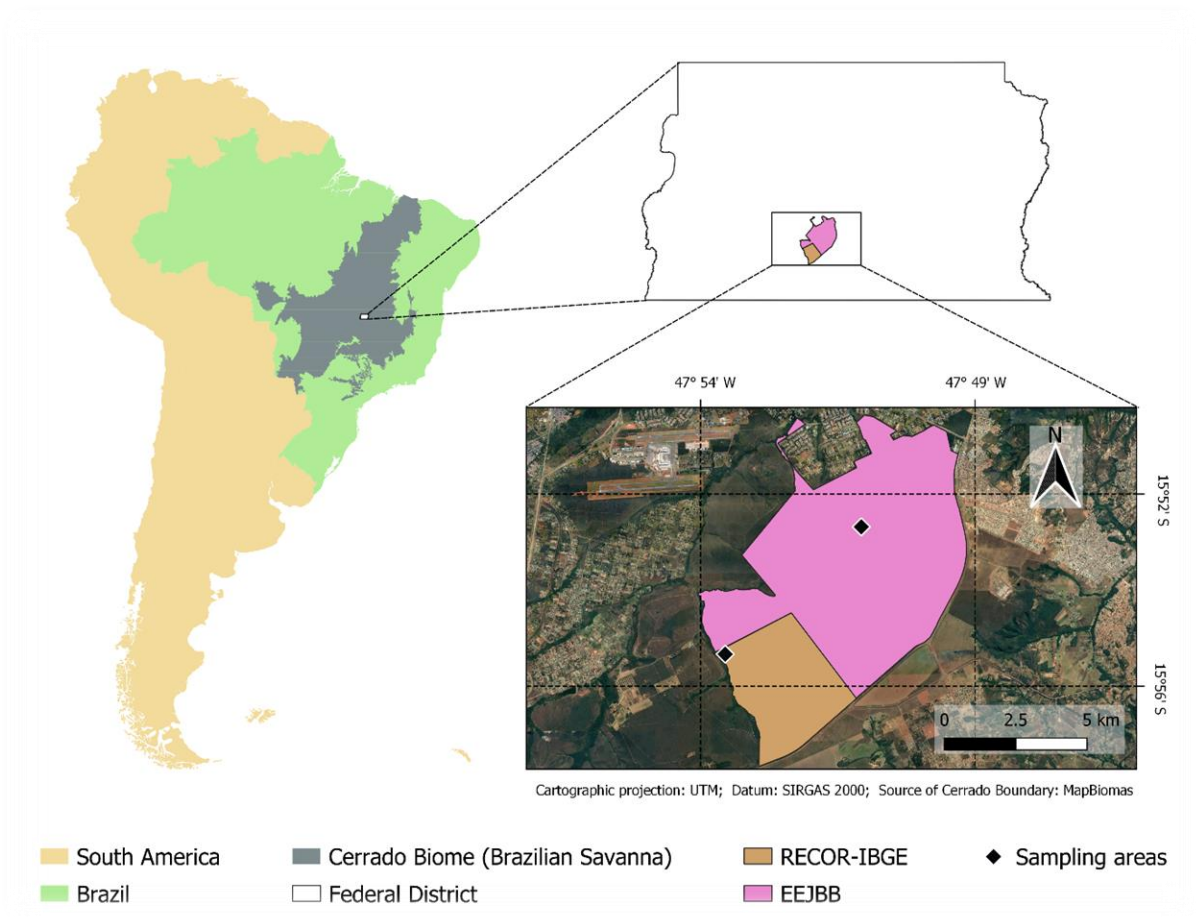 47° 54' W
47° 49' W
N
15°52' S
15°56' S
0 2.5 5 km
Cartographic projection: UTM; Datum: SIRGAS 2000; Source of Cerrado Boundary: MapBiomas
South America
Cerrado Biome (Brazilian Savanna)
RECOR-IBGE
Sampling areas
Brazil
Federal District
EEJBB